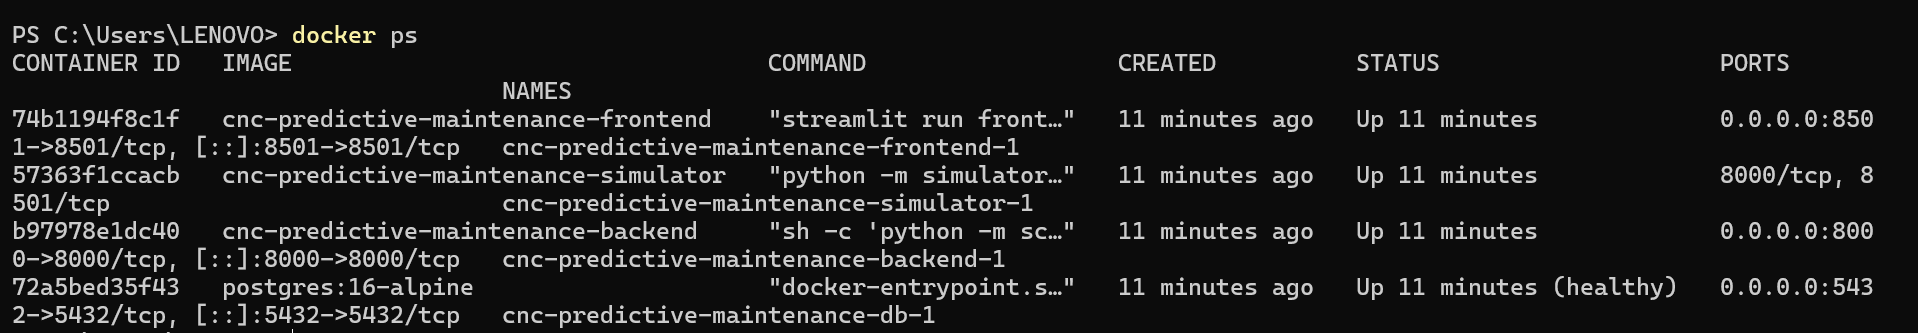 PS C:\Users\LENOVO> docker ps
CONTAINER ID   IMAGE                                  COMMAND                  CREATED          STATUS                    PORTS
                                   NAMES
74b1194f8c1f   cnc-predictive-maintenance-frontend    "streamlit run front…"   11 minutes ago   Up 11 minutes             0.0.0.0:850
1->8501/tcp, [::]:8501->8501/tcp   cnc-predictive-maintenance-frontend-1
57363f1ccacb   cnc-predictive-maintenance-simulator   "python -m simulator…"   11 minutes ago   Up 11 minutes             8000/tcp, 8
501/tcp                            cnc-predictive-maintenance-simulator-1
b97978e1dc40   cnc-predictive-maintenance-backend     "sh -c 'python -m sc…"   11 minutes ago   Up 11 minutes             0.0.0.0:800
0->8000/tcp, [::]:8000->8000/tcp   cnc-predictive-maintenance-backend-1
72a5bed35f43   postgres:16-alpine                     "docker-entrypoint.s…"   11 minutes ago   Up 11 minutes (healthy)   0.0.0.0:543
2->5432/tcp, [::]:5432->5432/tcp   cnc-predictive-maintenance-db-1